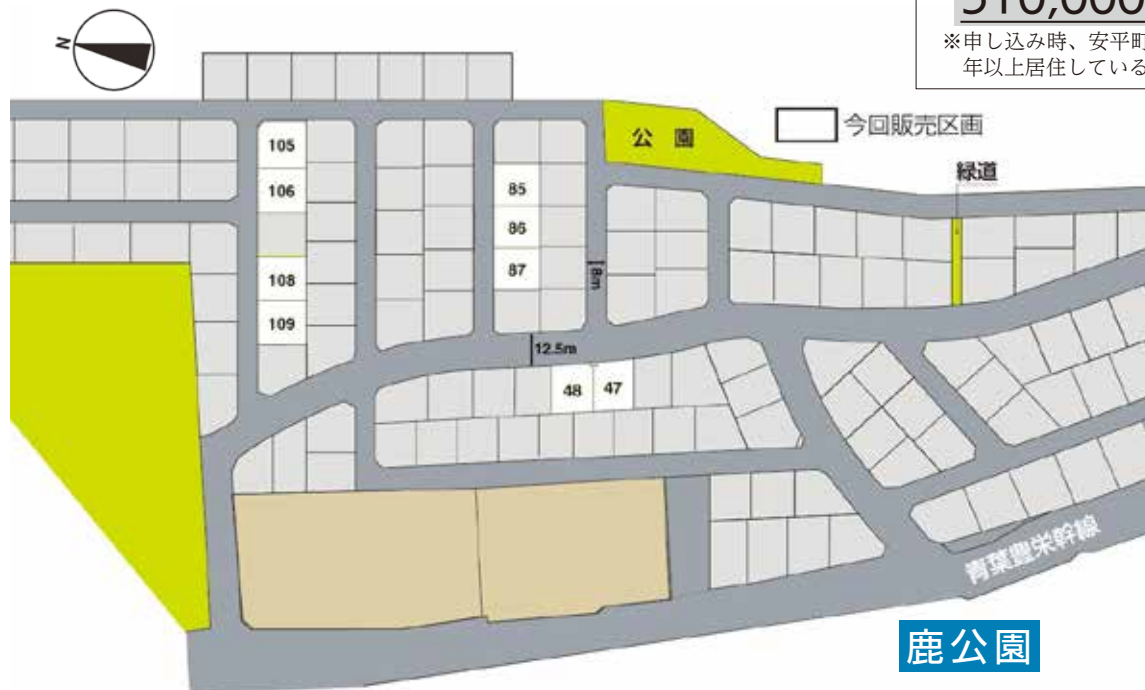 510,000
※申し込み時、安平町
年以上居住している
N
公園
今回販売区画
緑道
105
106
85
86
87
108
109
8m
12.5m
48
47
青葉豊栄幹線
鹿公園